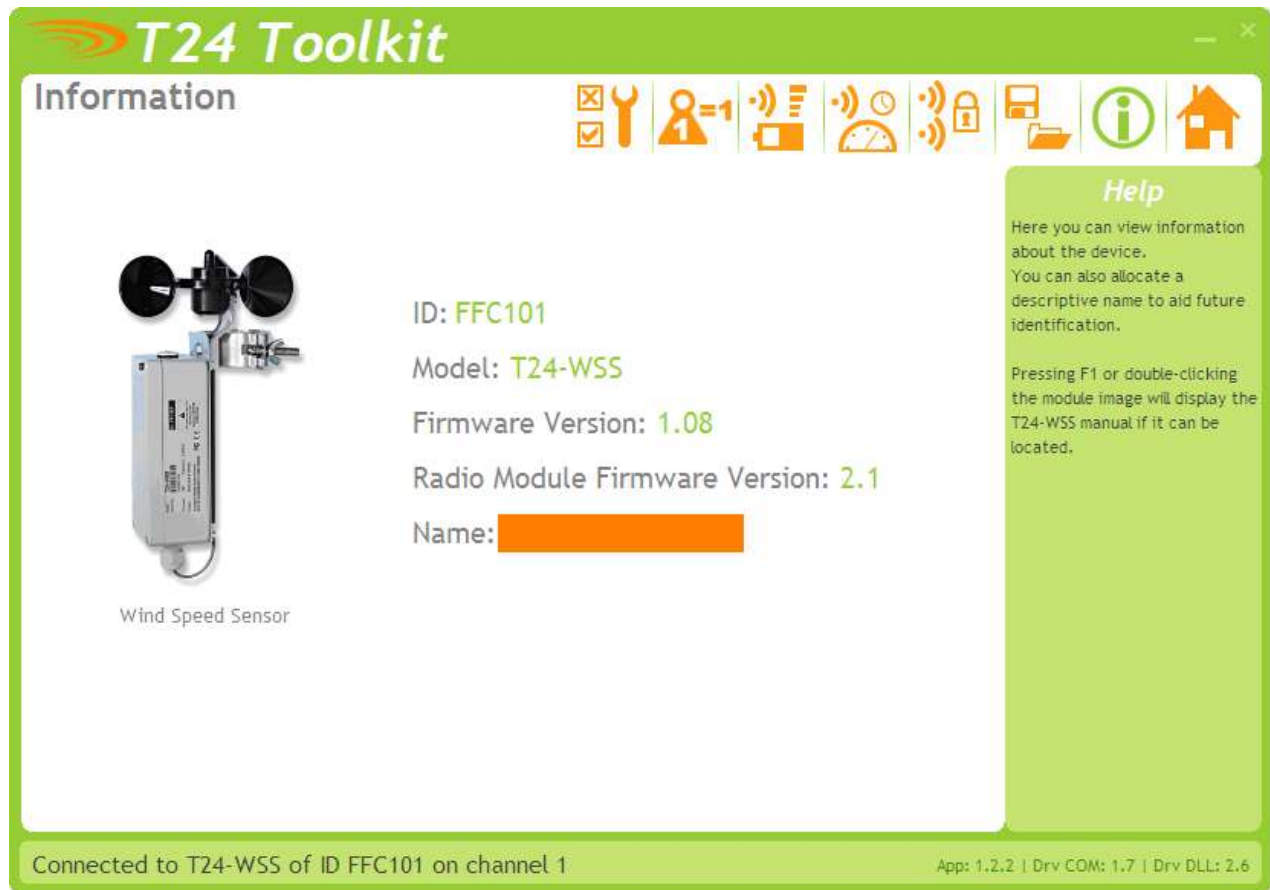 T24 Toolkit
Information
1
=1
Help
Here you can view information
about the device.
You can also allocate a
descriptive name to aid future
identification.
Pressing F1 or double-clicking
the module image will display the
T24-WSS manual if it can be
located.
ID: FFC101
Model: T24-WSS
Firmware Version: 1.08
Radio Module Firmware Version: 2.1
Name:
Wind Speed Sensor
Connected to T24-WSS of ID FFC101 on channel 1
App: 1.2.2 | Drv COM: 1.7 | Drv DLL: 2.6